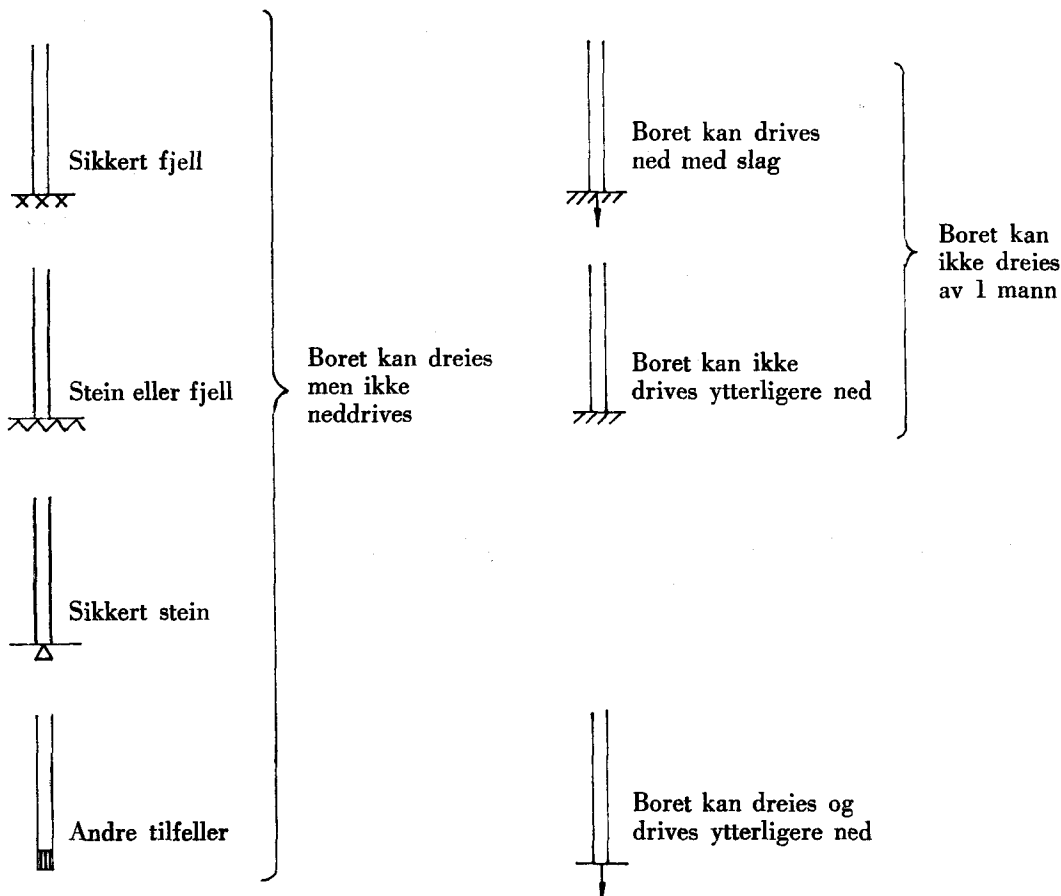 Sikkert fjell
Stein eller fjell
Sikkert stein
Andre tilfeller
Boret kan dreies
men ikke
neddrives
Boret kan drives
ned med slag
Boret kan ikke
drives ytterligere ned
Boret kan
ikke dreies
av 1 mann
Boret kan dreies og
drives ytterligere ned